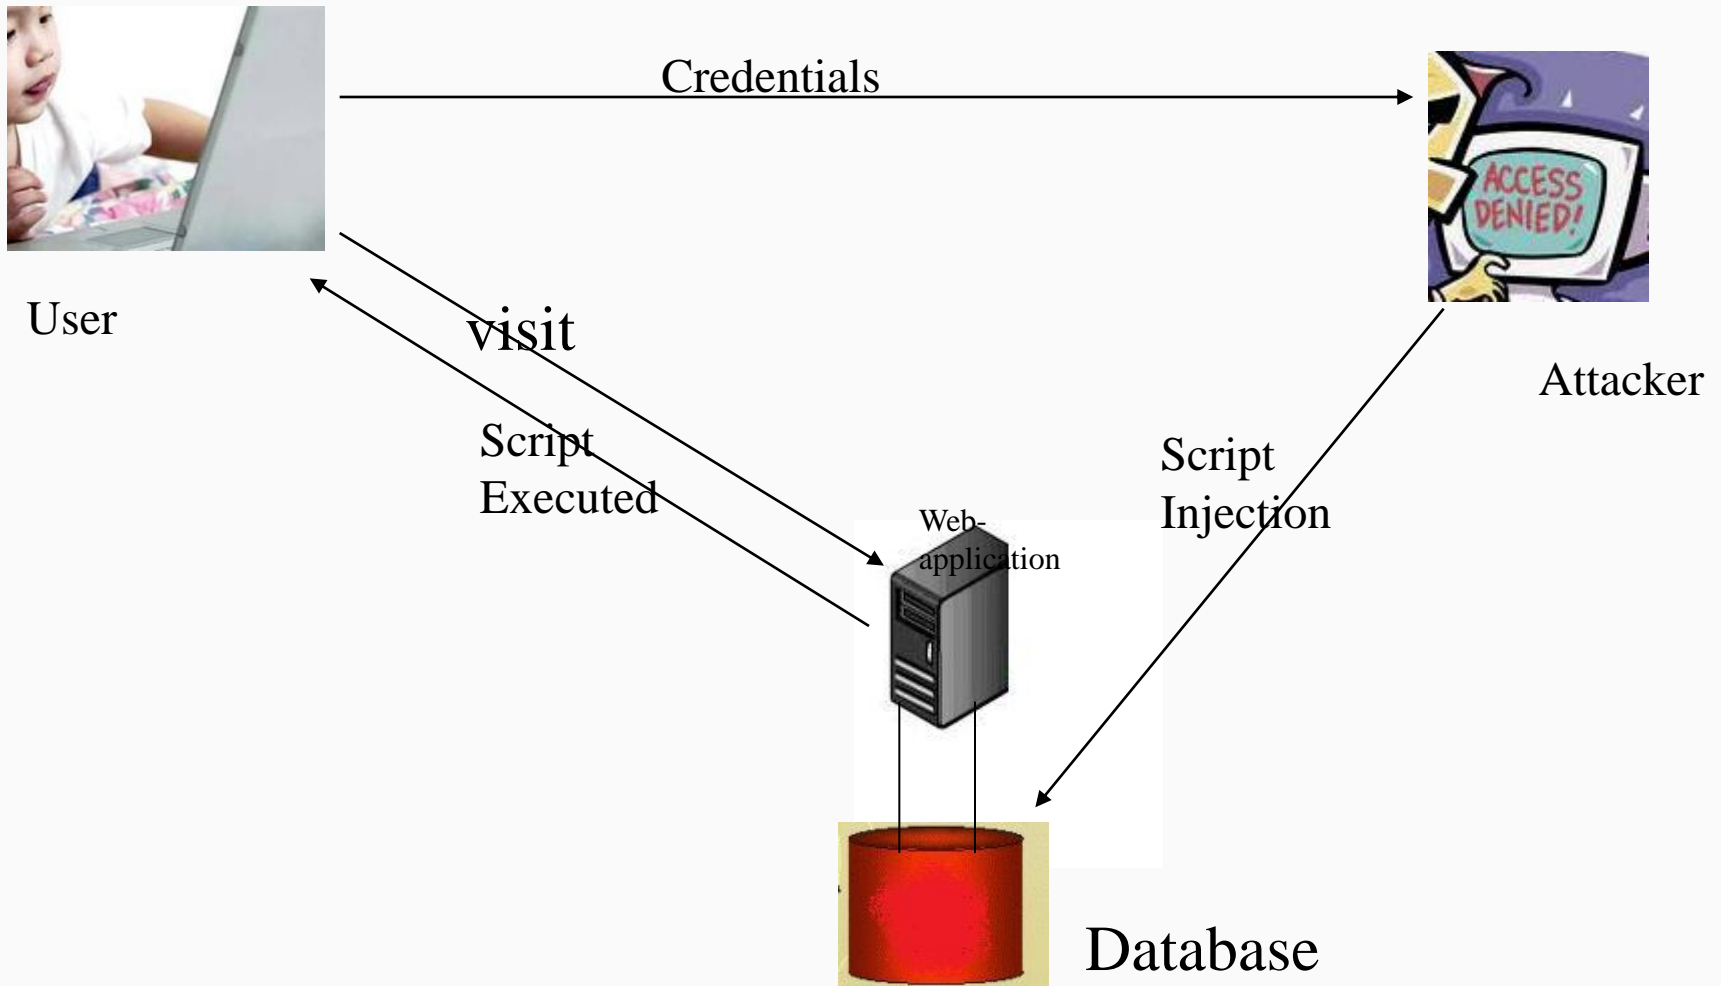 Credentials
ACCESS
DENIED!
User
visit
Attacker
Script
Executed
Script
Injection
Web-
application
Database